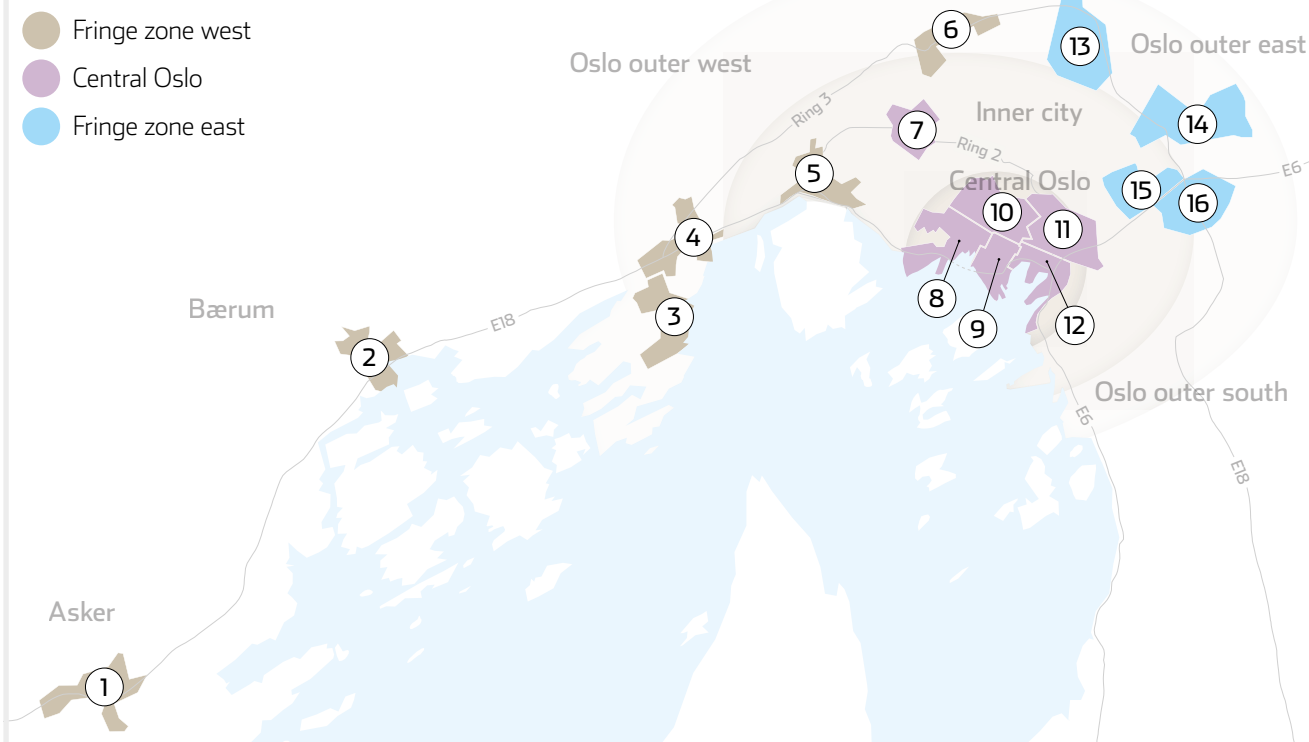 Fringe zone west
Central Oslo
Fringe zone east
6
13
Oslo outer east
Oslo outer west
Ring 3
Inner city
7
14
Ring 2
E6
5
Central Oslo
15
16
10
11
4
8
9
12
Bærum
3
E18
2
Oslo outer south
E6
E18
Asker
1